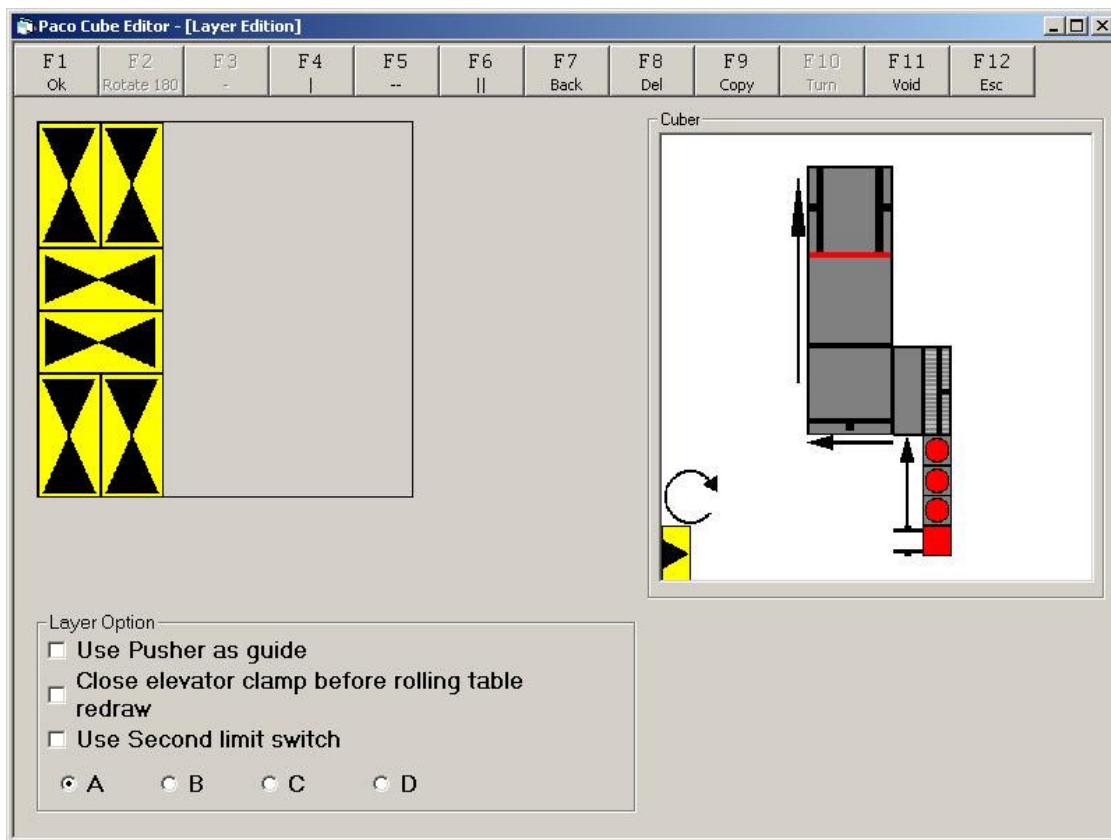 Paco Cube Editor - [Layer Edition]
F1 F2 F3 F4 F5 F6 F7 F8 F9 F10 F11 F12
Ok Rotate 180 - | -- || Back Del Copy Turn Void Esc
Cuber
Layer Option
Use Pusher as guide
Close elevator clamp before rolling table
redraw
Use Second limit switch
A B C D